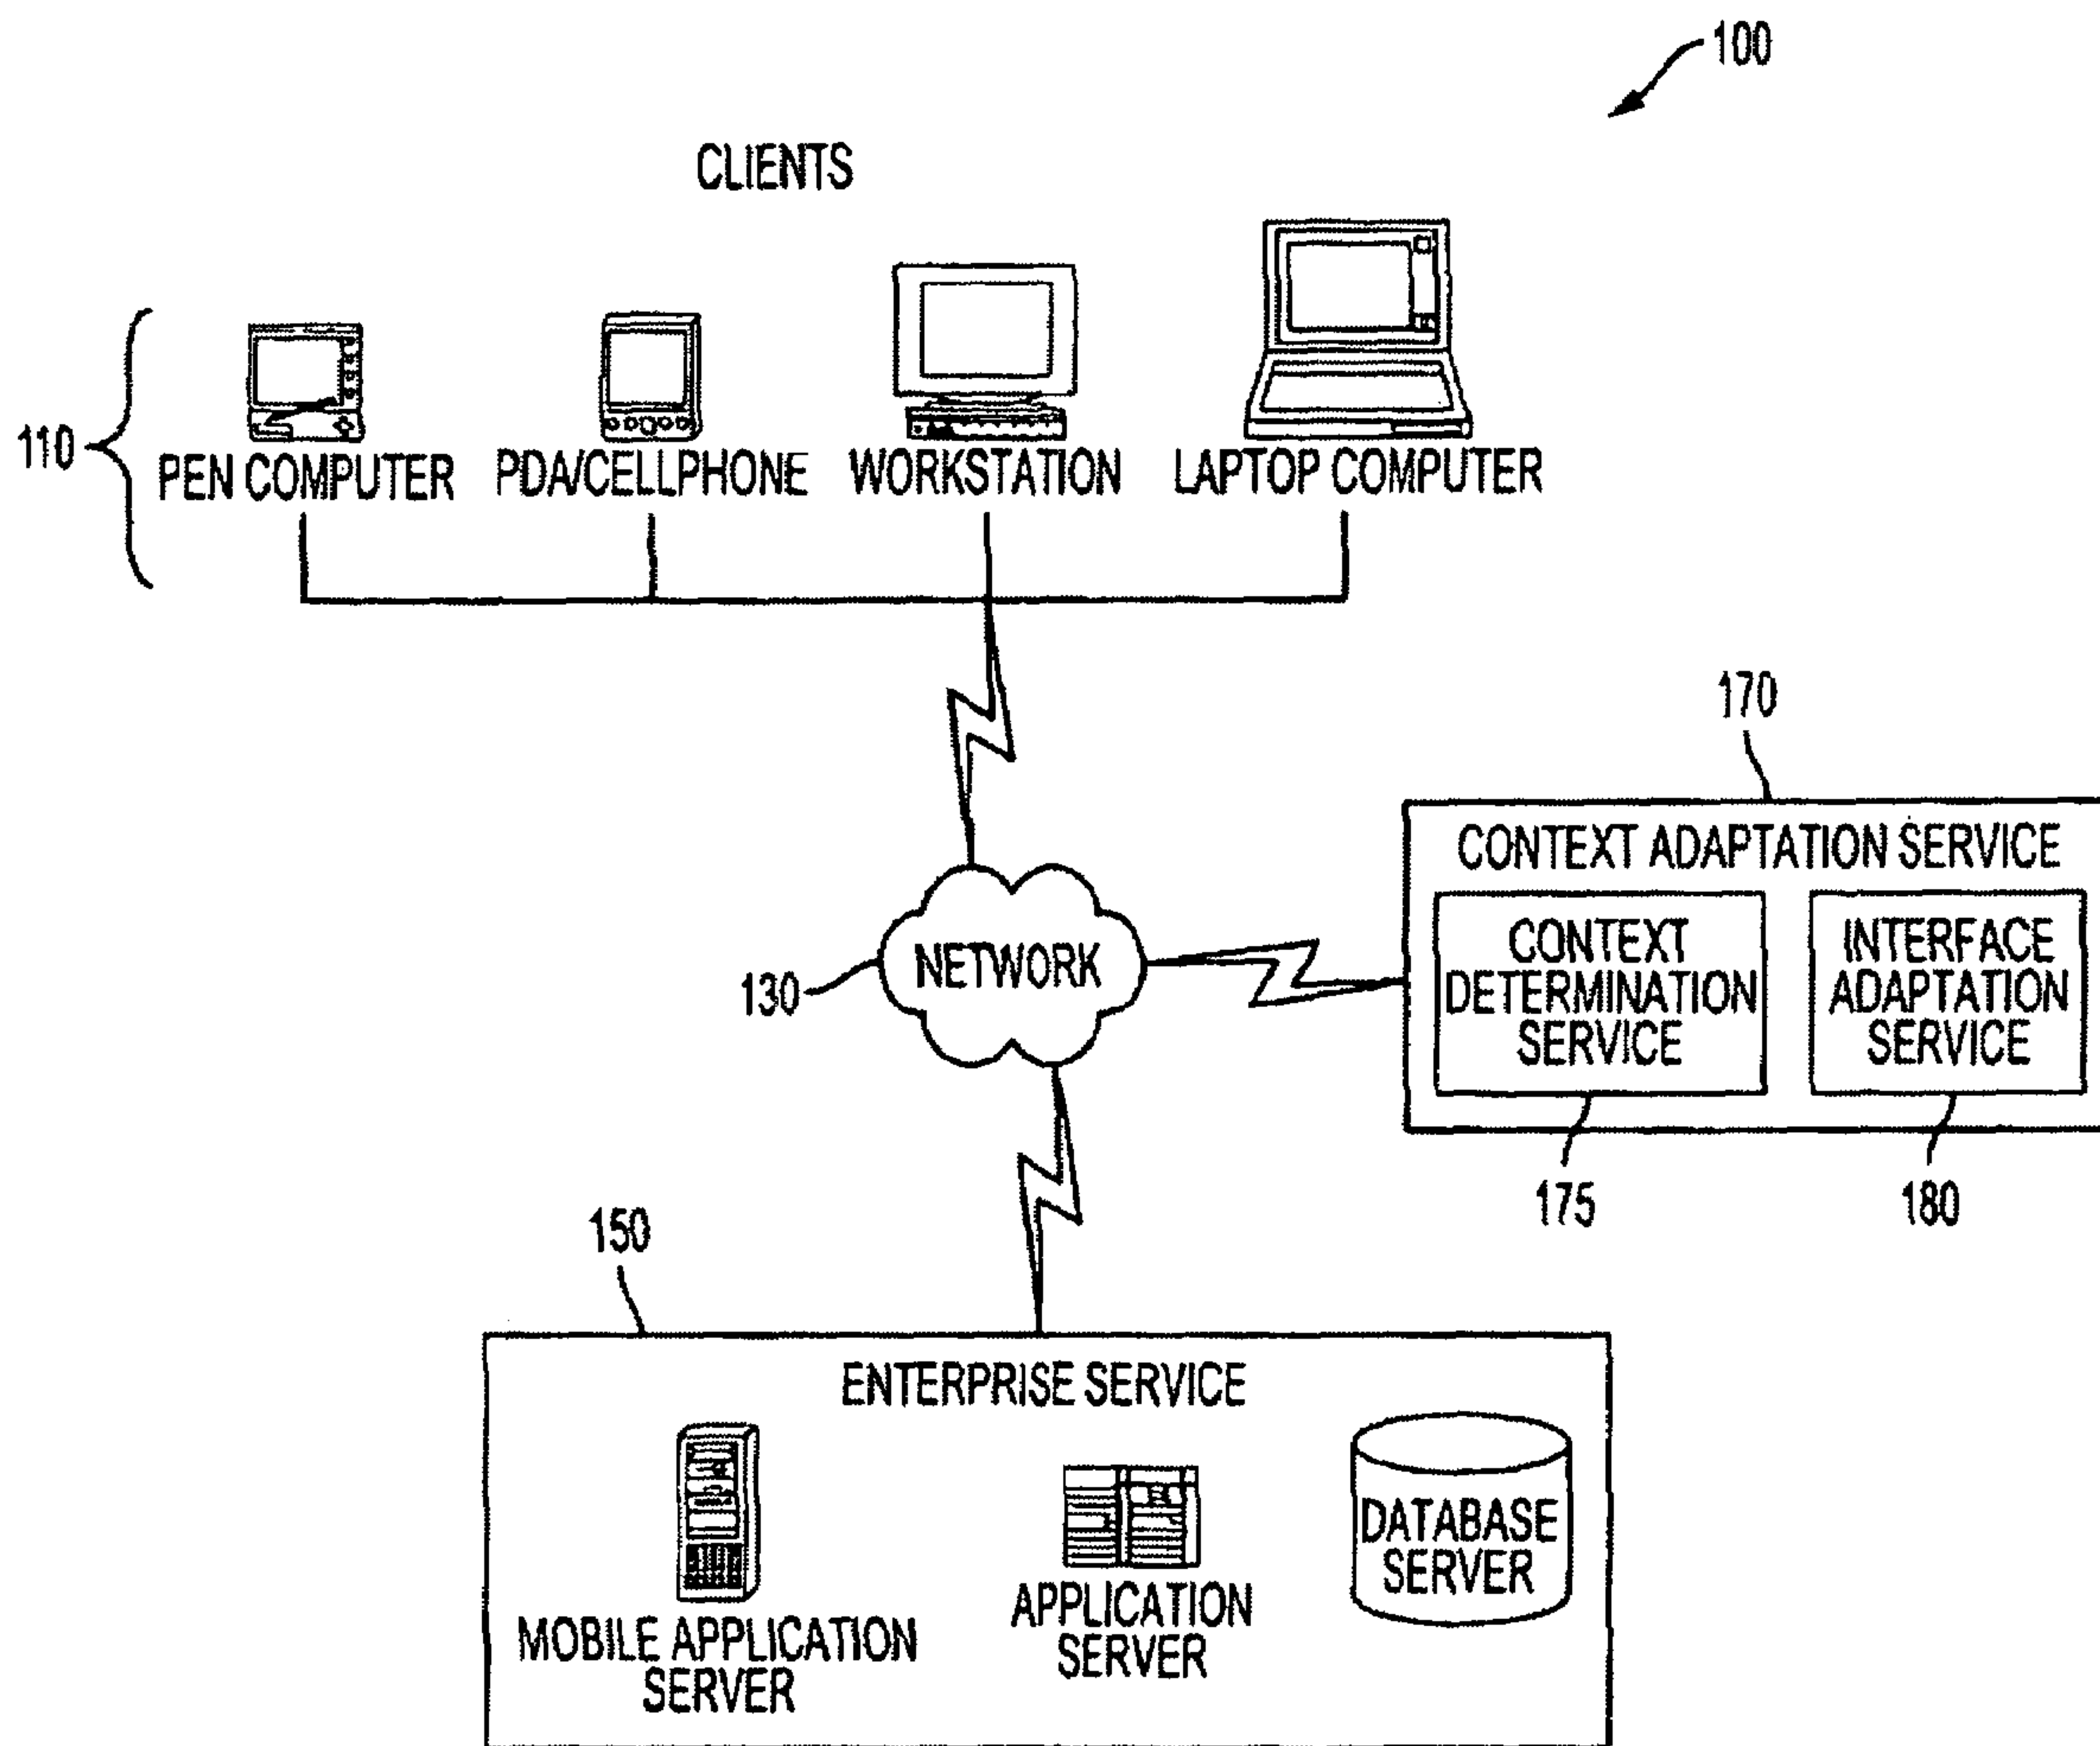 100
CLIENTS
110
PEN COMPUTER
PDA/CELLPHONE
WORKSTATION
LAPTOP COMPUTER
170
CONTEXT ADAPTATION SERVICE
CONTEXT
DETERMINATION
SERVICE
INTERFACE
ADAPTATION
SERVICE
NETWORK
130
175
180
150
ENTERPRISE SERVICE
MOBILE APPLICATION
SERVER
APPLICATION
SERVER
DATABASE
SERVER